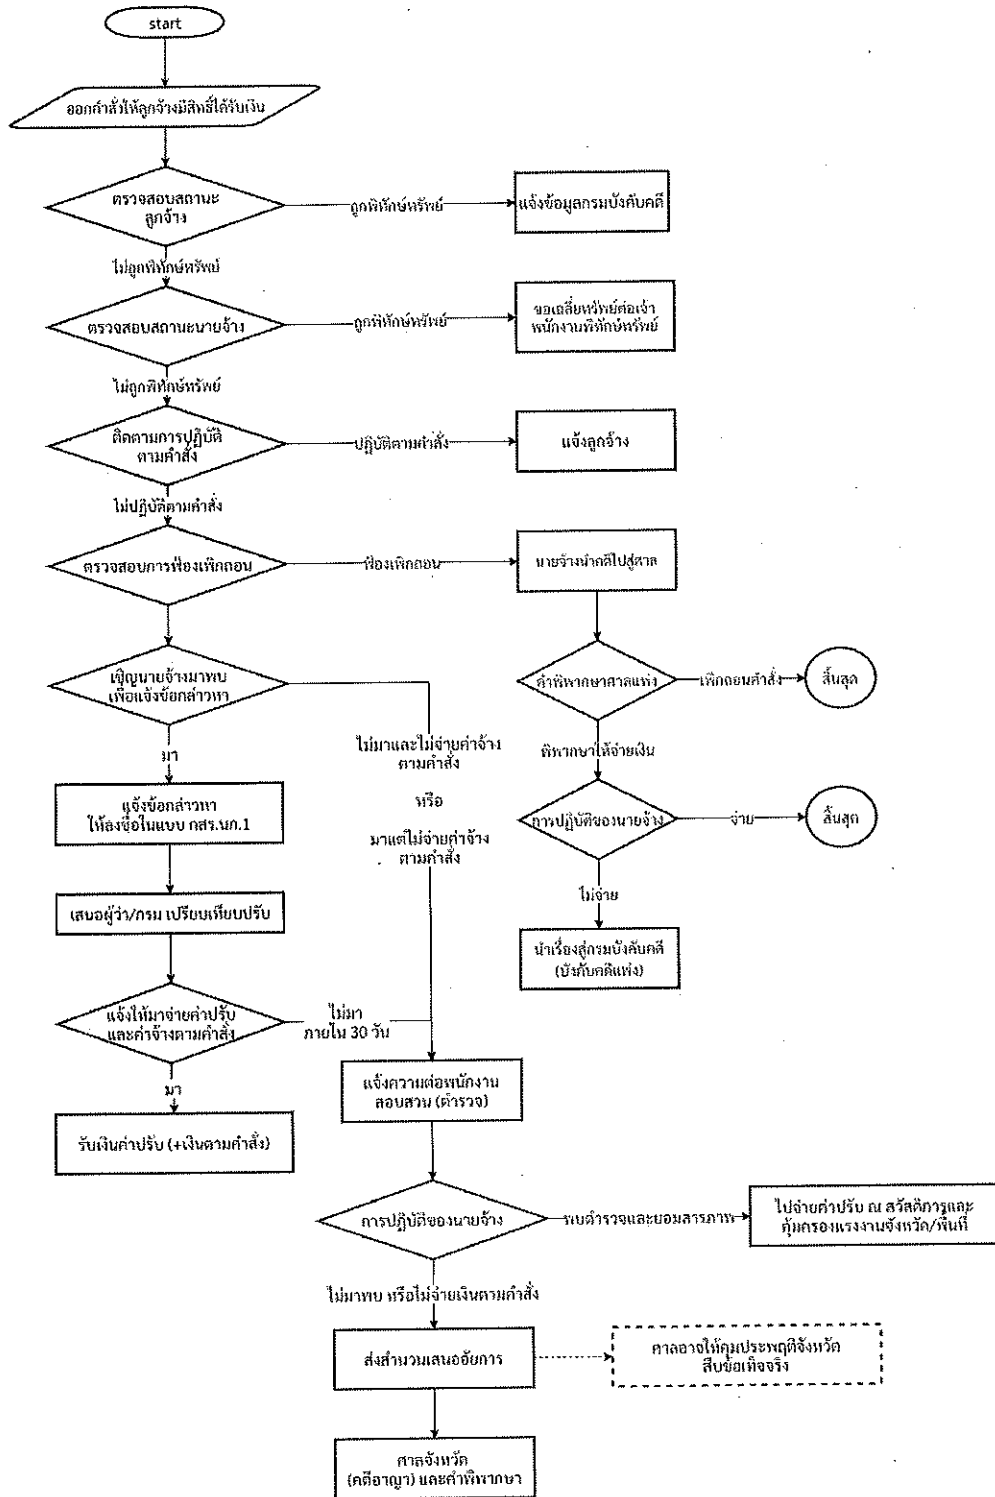 start
ออกคำสั่งให้ลูกจ้างมีสิทธิ์ได้รับเงิน
ตรวจสอบสถานะ
ลูกจ้าง
ถูกพิทักษ์ทรัพย์
แจ้งข้อมูลกรมบังคับคดี
ไม่ถูกพิทักษ์ทรัพย์
ตรวจสอบสถานะนายจ้าง
ถูกพิทักษ์ทรัพย์
ขอเฉลี่ยทรัพย์ต่อเจ้า
พนักงานพิทักษ์ทรัพย์
ไม่ถูกพิทักษ์ทรัพย์
ติดตามการปฏิบัติ
ตามคำสั่ง
ปฏิบัติตามคำสั่ง
แจ้งลูกจ้าง
ไม่ปฏิบัติตามคำสั่ง
ตรวจสอบการฟ้องเพิกถอน
ฟ้องเพิกถอน
นายจ้างนำคดีไปสู่ศาล
เชิญนายจ้างมาพบ
เพื่อแจ้งข้อกล่าวหา
คำพิพากษาศาลแพ่ง
เพิกถอนคำสั่ง
สิ้นสุด
ไม่มาและไม่จ่ายค่าจ้าง
ตามคำสั่ง
หรือ
มาแต่ไม่จ่ายค่าจ้าง
ตามคำสั่ง
พิพากษาให้จ่ายเงิน
มา
แจ้งข้อกล่าวหา
ให้ลงชื่อในแบบ กสร.นก.1
การปฏิบัติของนายจ้าง
จ่าย
สิ้นสุด
ไม่จ่าย
เสนอผู้ว่า/กรม เปรียบเทียบปรับ
นำเรื่องสู่กรมบังคับคดี
(บังคับคดีแพ่ง)
แจ้งให้มาจ่ายค่าปรับ
และค่าจ้างตามคำสั่ง
ไม่มา
ภายใน 30 วัน
มา
แจ้งความต่อพนักงาน
สอบสวน (ตำรวจ)
รับเงินค่าปรับ (+เงินตามคำสั่ง)
การปฏิบัติของนายจ้าง
พบตำรวจและยอมสารภาพ
ไปจ่ายค่าปรับ ณ สวัสดิการและ
คุ้มครองแรงงานจังหวัด/พื้นที่
ไม่มาพบ หรือไม่จ่ายเงินตามคำสั่ง
ส่งสำนวนเสนออัยการ
ศาลอาจให้คุมประพฤติจังหวัด
สืบข้อเท็จจริง
ศาลจังหวัด
(คดีอาญา) และคำพิพากษา